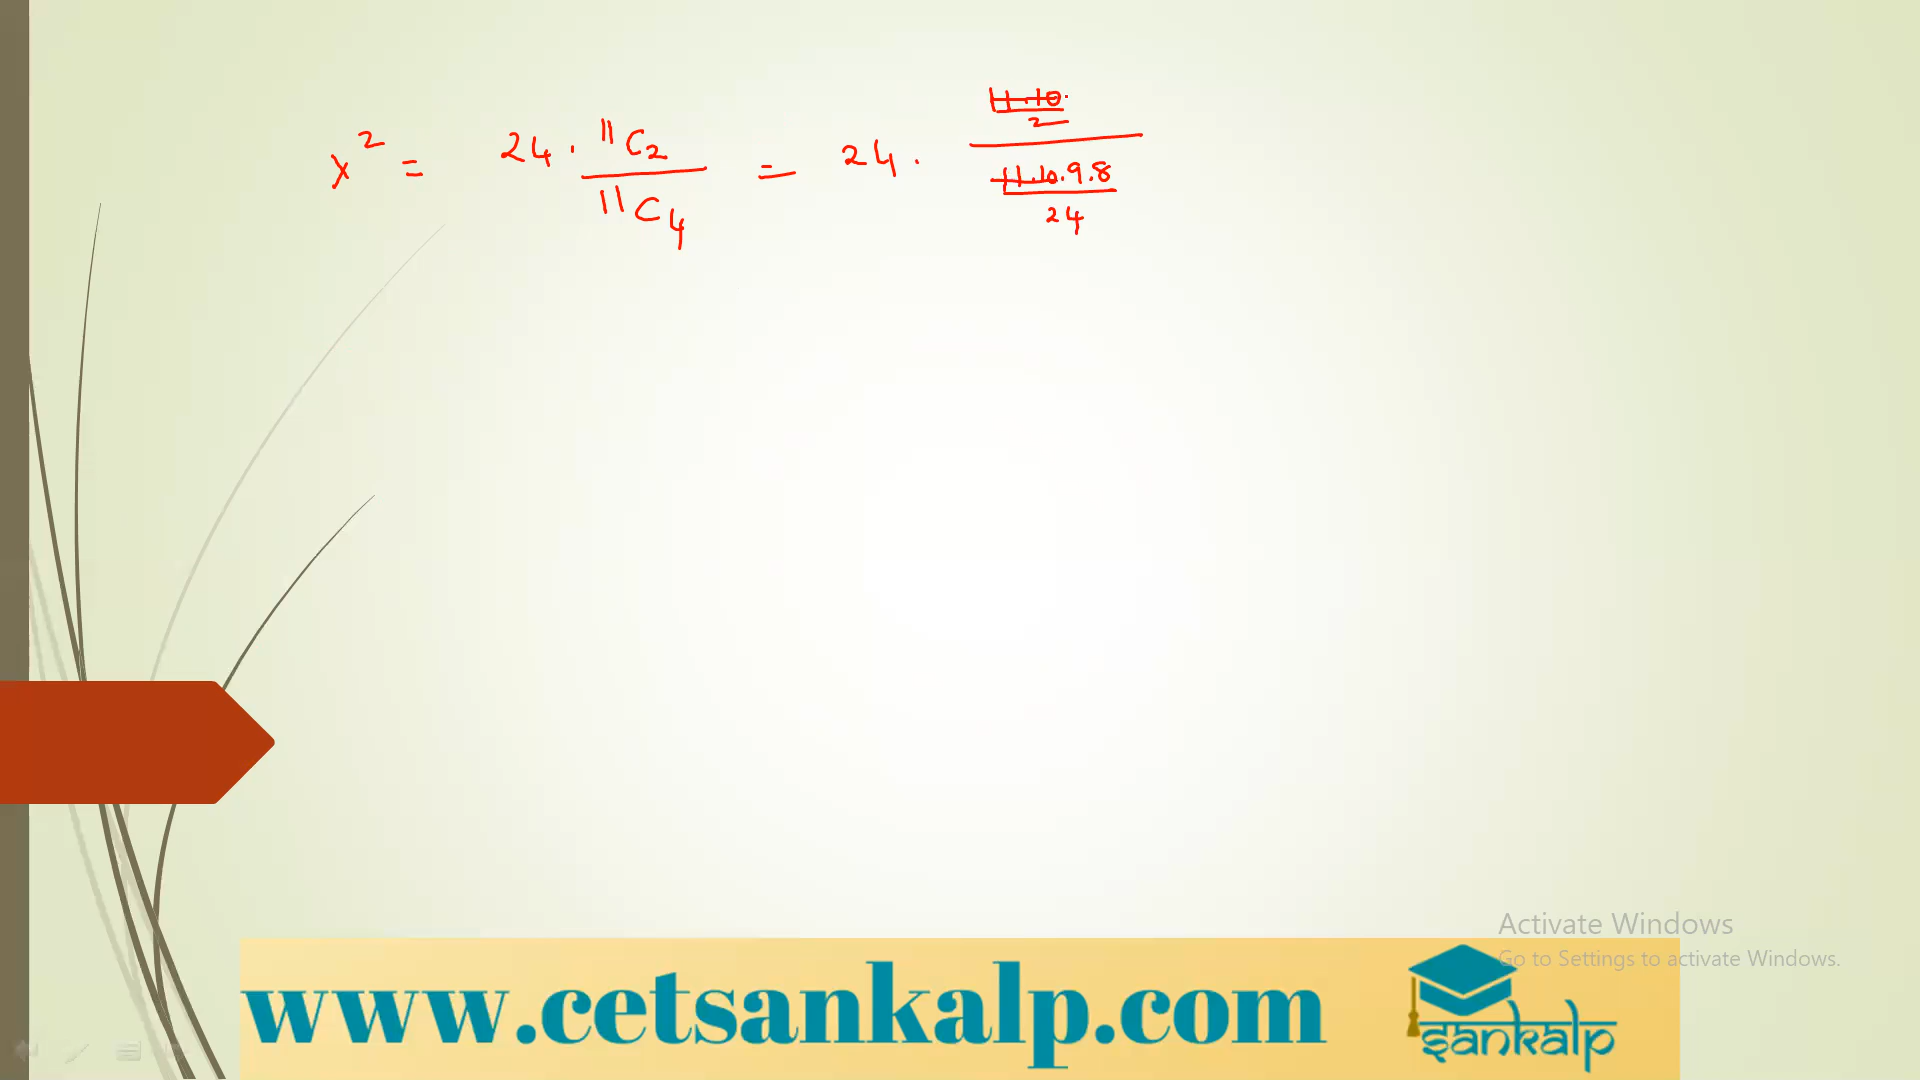 x² = 24 · ¹¹C₂ / ¹¹C₄ = 24 · (11.10 / 2) / (11.10.9.8 / 24)
Activate Windows
Go to Settings to activate Windows.
www.cetsankalp.com
sankalp